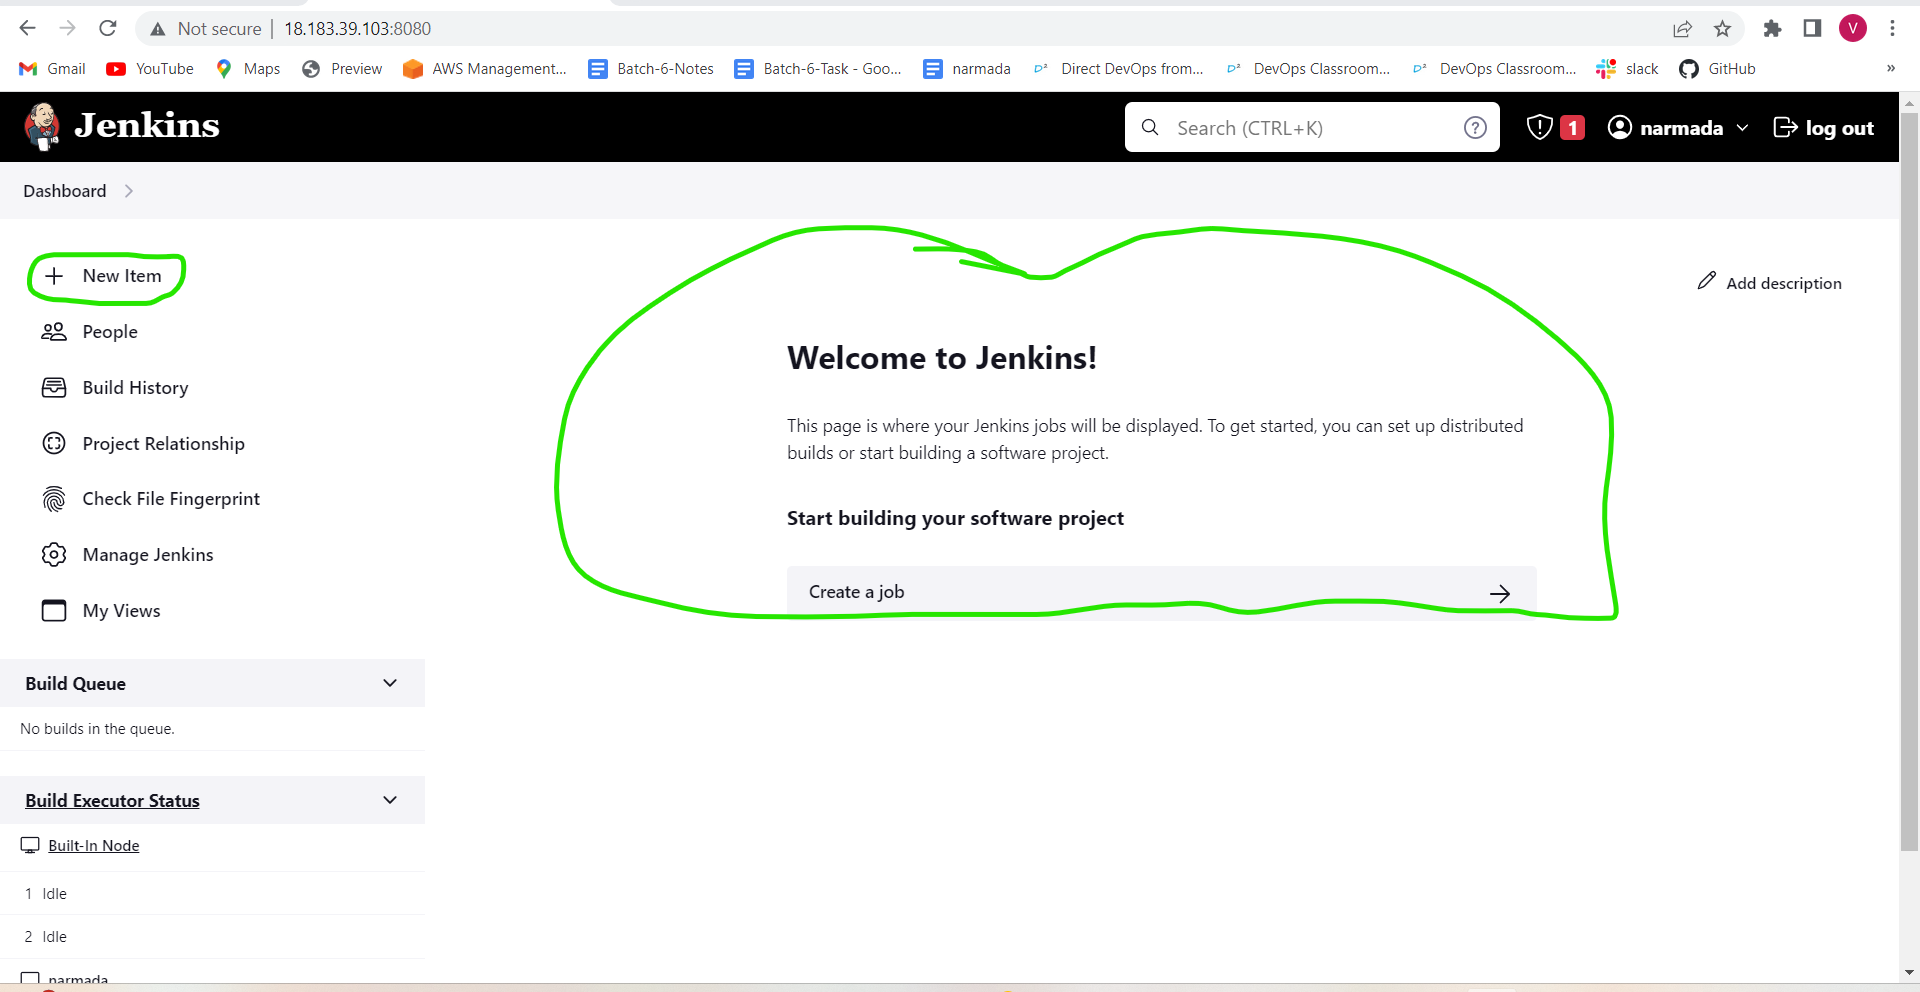 Not secure | 18.183.39.103:8080
V
Gmail YouTube Maps Preview AWS Management... Batch-6-Notes Batch-6-Task - Goo... narmada D² Direct DevOps from... D² DevOps Classroom... D² DevOps Classroom... slack GitHub »
Jenkins Search (CTRL+K) ? 1 narmada log out
Dashboard
New Item
Add description
People
Build History
Project Relationship
Check File Fingerprint
Manage Jenkins
My Views
Welcome to Jenkins!
This page is where your Jenkins jobs will be displayed. To get started, you can set up distributed
builds or start building a software project.
Start building your software project
Create a job
Build Queue
No builds in the queue.
Build Executor Status
Built-In Node
1 Idle
2 Idle
narmada